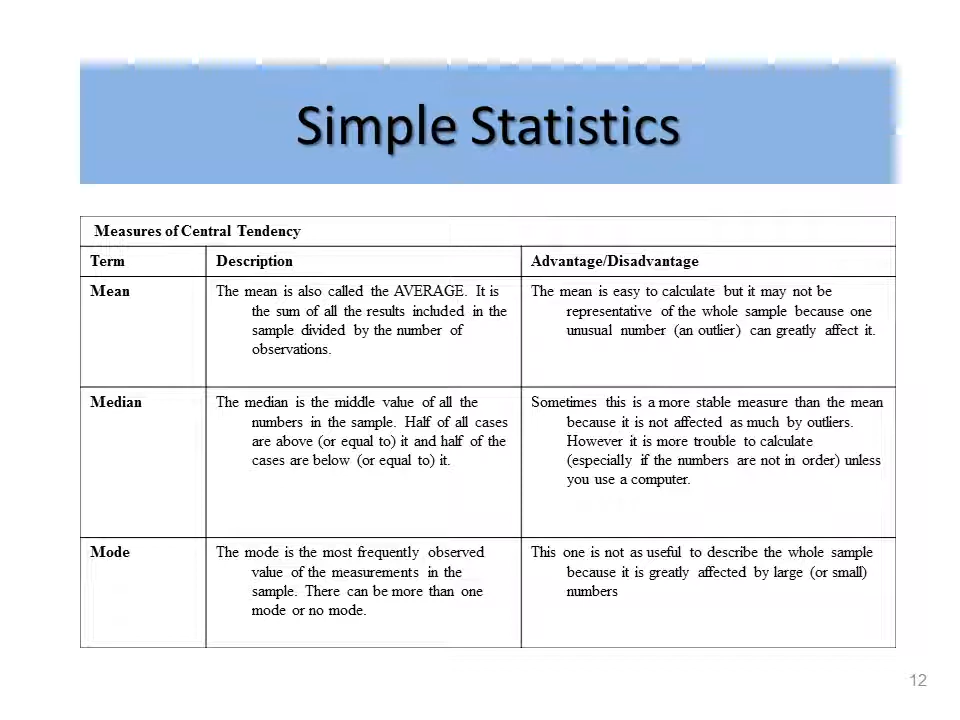 Simple Statistics
Measures of Central Tendency
Term
Description
Advantage/Disadvantage
Mean
The mean is also called the AVERAGE. It is
the sum of all the results included in the
sample divided by the number of
observations.
The mean is easy to calculate but it may not be
representative of the whole sample because one
unusual number (an outlier) can greatly affect it.
Median
The median is the middle value of all the
numbers in the sample. Half of all cases
are above (or equal to) it and half of the
cases are below (or equal to) it.
Sometimes this is a more stable measure than the mean
because it is not affected as much by outliers.
However it is more trouble to calculate
(especially if the numbers are not in order) unless
you use a computer.
Mode
The mode is the most frequently observed
value of the measurements in the
sample. There can be more than one
mode or no mode.
This one is not as useful to describe the whole sample
because it is greatly affected by large (or small)
numbers
12